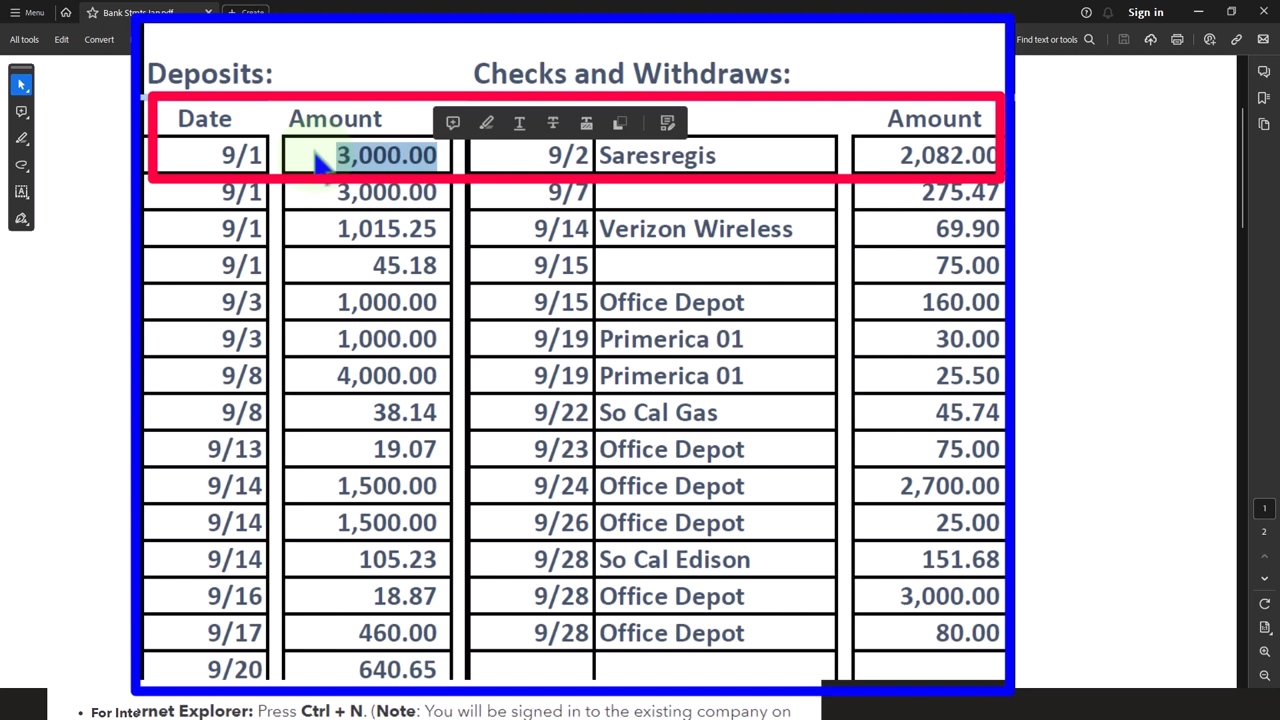 Menu
Bank Stmts Jan.pdf
Create
Sign in
All tools Edit Convert
Find text or tools
Deposits: Checks and Withdraws:
Date Amount Amount
9/1 3,000.00 9/2 Saresregis 2,082.00
9/1 3,000.00 9/7 275.47
9/1 1,015.25 9/14 Verizon Wireless 69.90
9/1 45.18 9/15 75.00
9/3 1,000.00 9/15 Office Depot 160.00
9/3 1,000.00 9/19 Primerica 01 30.00
9/8 4,000.00 9/19 Primerica 01 25.50
9/8 38.14 9/22 So Cal Gas 45.74
9/13 19.07 9/23 Office Depot 75.00
9/14 1,500.00 9/24 Office Depot 2,700.00
9/14 1,500.00 9/26 Office Depot 25.00
9/14 105.23 9/28 So Cal Edison 151.68
9/16 18.87 9/28 Office Depot 3,000.00
9/17 460.00 9/28 Office Depot 80.00
9/20 640.65
1
2
• For Internet Explorer: Press Ctrl + N. (Note: You will be signed in to the existing company on